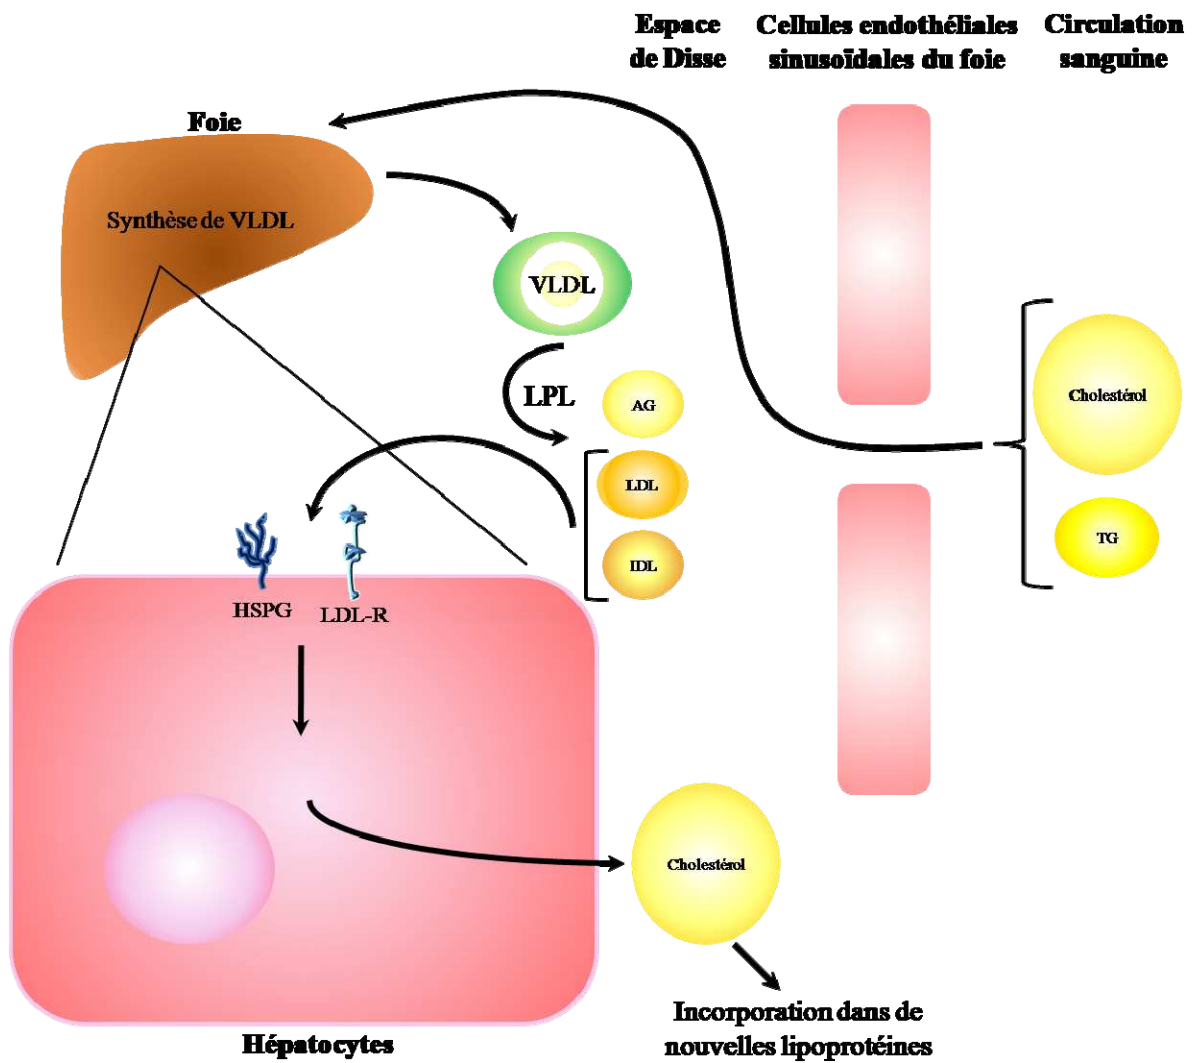 Espace
de Disse
Cellules endothéliales
sinusoïdales du foie
Circulation
sanguine
Foie
Synthèse de VLDL
VLDL
LPL
AG
LDL
IDL
Cholestérol
TG
HSPG
LDL-R
Cholestérol
Hépatocytes
Incorporation dans de
nouvelles lipoprotéines